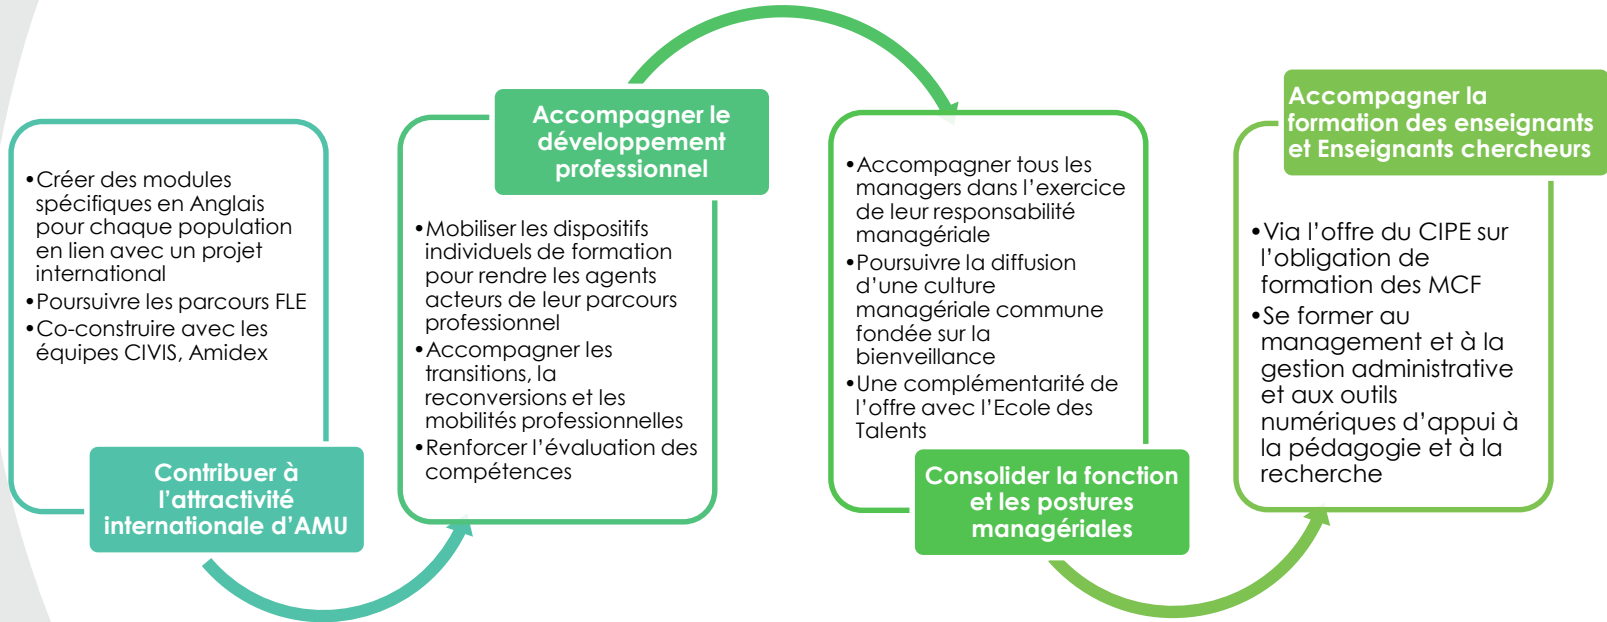 •Créer des modules
spécifiques en Anglais
pour chaque population
en lien avec un projet
international
•Poursuivre les parcours FLE
•Co-construire avec les
équipes CIVIS, Amidex
Contribuer à
l’attractivité
internationale d’AMU
Accompagner le
développement
professionnel
•Mobiliser les dispositifs
individuels de formation
pour rendre les agents
acteurs de leur parcours
professionnel
•Accompagner les
transitions, la
reconversions et les
mobilités professionnelles
•Renforcer l’évaluation des
compétences
•Accompagner tous les
managers dans l’exercice
de leur responsabilité
managériale
•Poursuivre la diffusion
d’une culture
managériale commune
fondée sur la
bienveillance
•Une complémentarité de
l’offre avec l’Ecole des
Talents
Consolider la fonction
et les postures
managériales
Accompagner la
formation des enseignants
et Enseignants chercheurs
•Via l’offre du CIPE sur
l’obligation de
formation des MCF
•Se former au
management et à la
gestion administrative
et aux outils
numériques d’appui à
la pédagogie et à la
recherche